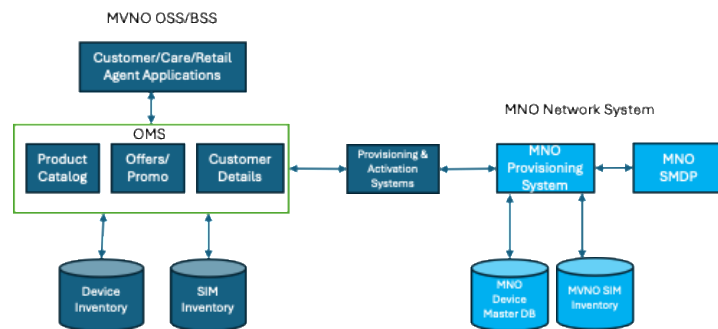 MVNO OSS/BSS
Customer/Care/Retail
Agent Applications
OMS
Product
Catalog
Offers/
Promo
Customer
Details
Device
Inventory
SIM
Inventory
Provisioning &
Activation
Systems
MNO Network System
MNO
Provisioning
System
MNO
SMDP
MNO
Device
Master DB
MVNO SIM
Inventory